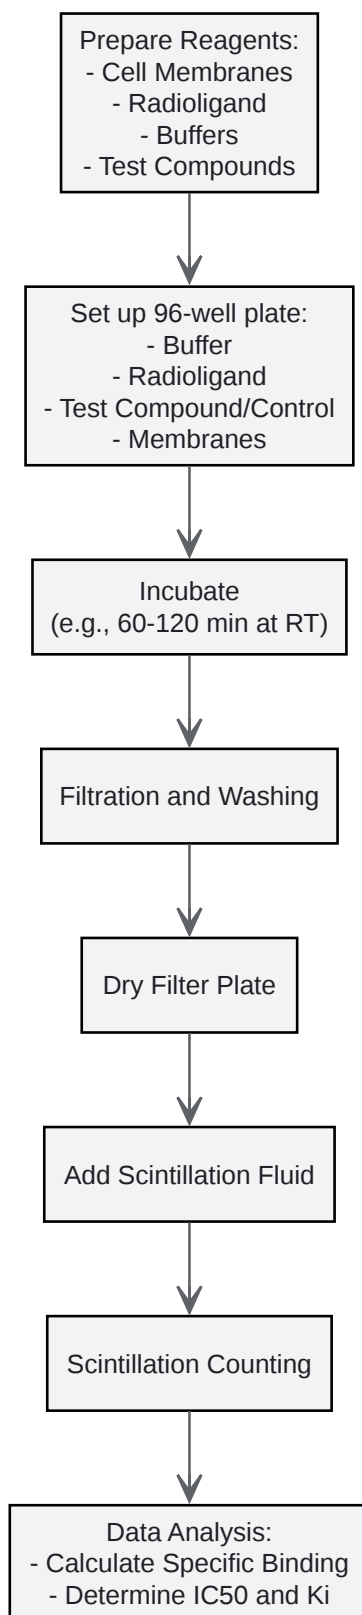 Prepare Reagents:
- Cell Membranes
- Radioligand
- Buffers
- Test Compounds
Set up 96-well plate:
- Buffer
- Radioligand
- Test Compound/Control
- Membranes
Incubate
(e.g., 60-120 min at RT)
Filtration and Washing
Dry Filter Plate
Add Scintillation Fluid
Scintillation Counting
Data Analysis:
- Calculate Specific Binding
- Determine IC50 and Ki